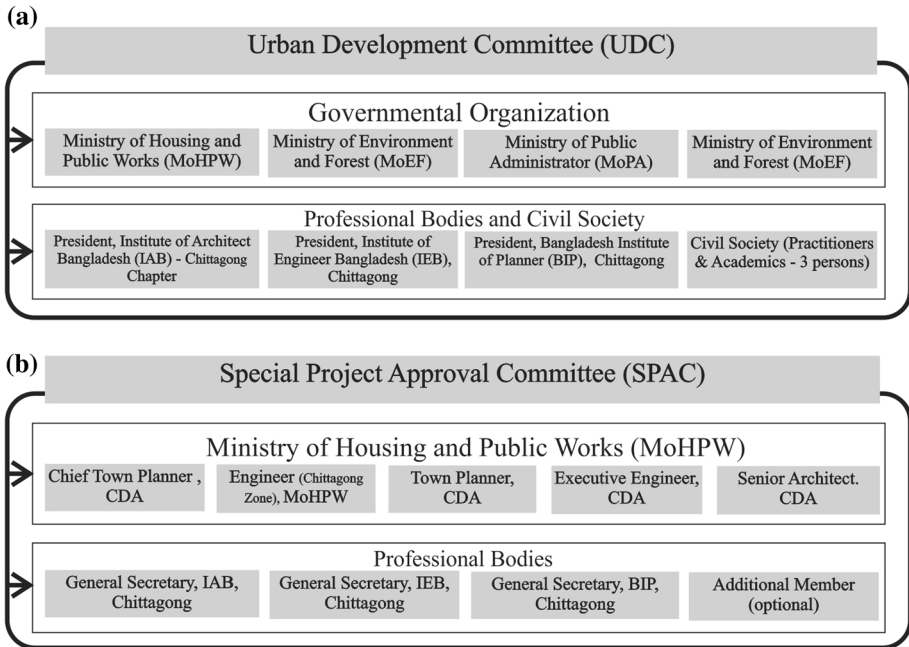 (a)
Urban Development Committee (UDC)
Governmental Organization
Ministry of Housing and
Public Works (MoHPW)
Ministry of Environment
and Forest (MoEF)
Ministry of Public
Administrator (MoPA)
Ministry of Environment
and Forest (MoEF)
Professional Bodies and Civil Society
President, Institute of Architect
Bangladesh (IAB) - Chittagong
Chapter
President, Institute of
Engineer Bangladesh (IEB),
Chittagong
President, Bangladesh Institute
of Planner (BIP), Chittagong
Civil Society (Practitioners
& Academics - 3 persons)
(b)
Special Project Approval Committee (SPAC)
Ministry of Housing and Public Works (MoHPW)
Chief Town Planner ,
CDA
Engineer (Chittagong
Zone), MoHPW
Town Planner,
CDA
Executive Engineer,
CDA
Senior Architect.
CDA
Professional Bodies
General Secretary, IAB,
Chittagong
General Secretary, IEB,
Chittagong
General Secretary, BIP,
Chittagong
Additional Member
(optional)